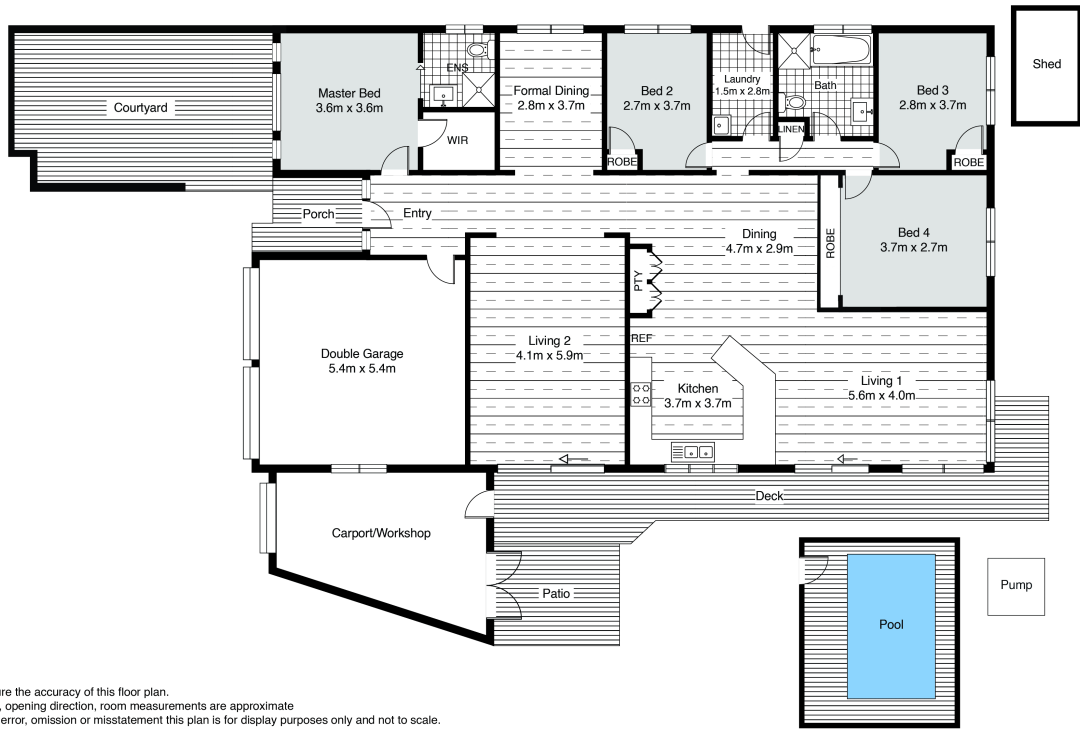 Courtyard
Master Bed
3.6m x 3.6m
ENS
WIR
Formal Dining
2.8m x 3.7m
Bed 2
2.7m x 3.7m
ROBE
Laundry
1.5m x 2.8m
Bath
LINEN
Bed 3
2.8m x 3.7m
ROBE
Shed
Porch
Entry
Dining
4.7m x 2.9m
ROBE
Bed 4
3.7m x 2.7m
PTY
REF
Double Garage
5.4m x 5.4m
Living 2
4.1m x 5.9m
Kitchen
3.7m x 3.7m
Living 1
5.6m x 4.0m
Deck
Carport/Workshop
Patio
Pool
Pump
the accuracy of this floor plan.
, opening direction, room measurements are approximate
error, omission or misstatement this plan is for display purposes only and not to scale.